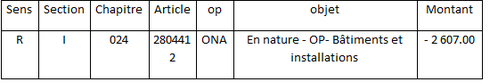 Sens Section Chapitre Article op objet Montant
R I 024 280441 ONA En nature - OP- Bâtiments et - 2 607.00
2 installations